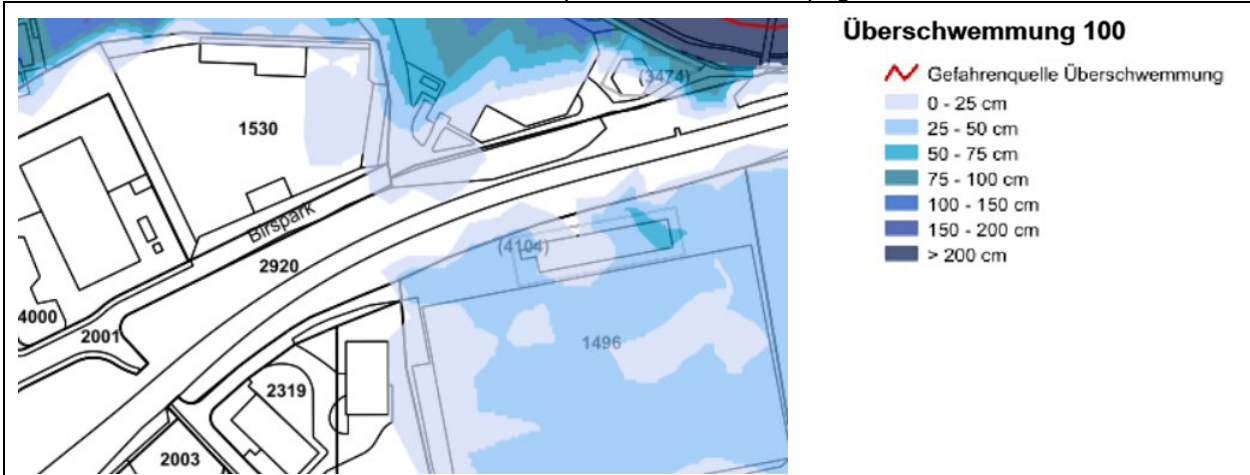 Überschwemmung 100
Gefahrenquelle Überschwemmung
0 - 25 cm
25 - 50 cm
50 - 75 cm
75 - 100 cm
100 - 150 cm
150 - 200 cm
> 200 cm
(3474)
1530
Birspark
2920
(4104)
4000
2001
1496
2319
2003